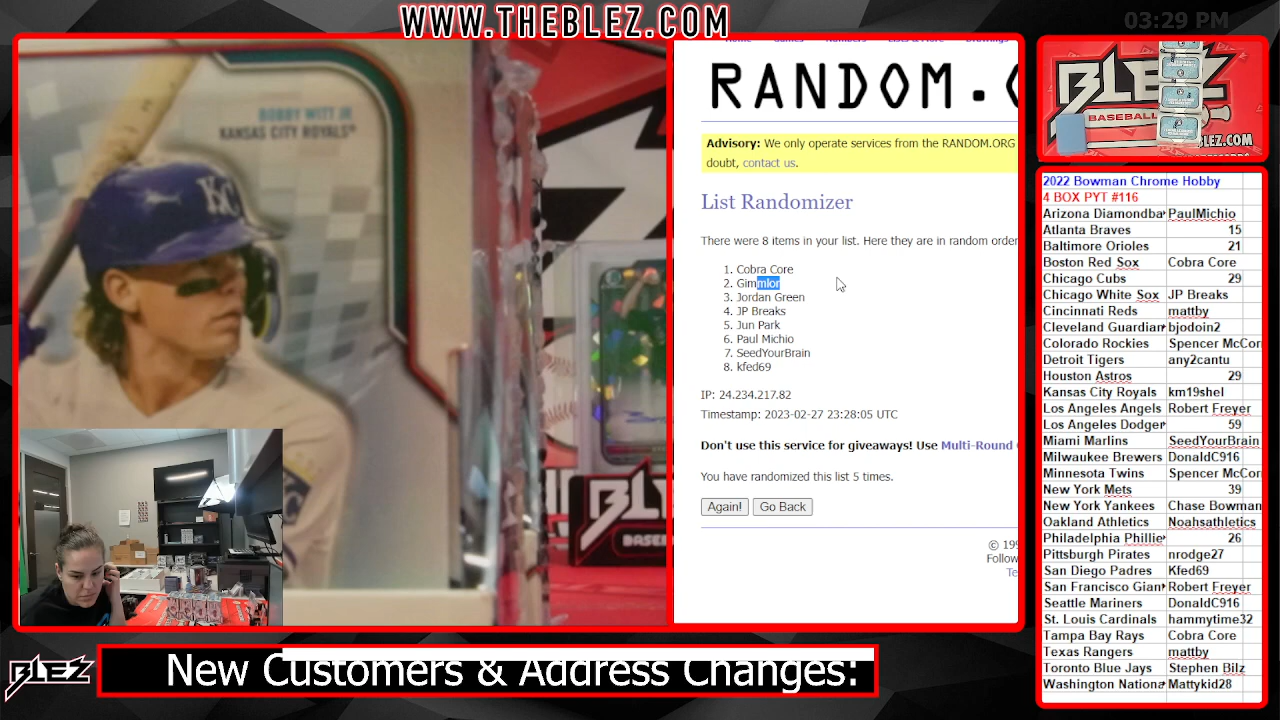 WWW.THEBLEZ.COM
03:29 PM
BOBBY WITT JR
KANSAS CITY ROYALS
BLEZ
BASEB
RANDOM.
Advisory: We only operate services from the RANDOM.ORG
doubt, contact us.
List Randomizer
There were 8 items in your list. Here they are in random order
1. Cobra Core
2. Gimmlor
3. Jordan Green
4. JP Breaks
5. Jun Park
6. Paul Michio
7. SeedYourBrain
8. kfed69
IP: 24.234.217.82
Timestamp: 2023-02-27 23:28:05 UTC
Don't use this service for giveaways! Use Multi-Round
You have randomized this list 5 times.
Again! Go Back
© 199
Follow
Te
BLEZ
BASEBALL
BLEZ.COM
2022 Bowman Chrome Hobby
4 BOX PYT #116
Arizona Diamondba PaulMichio
Atlanta Braves 15
Baltimore Orioles 21
Boston Red Sox Cobra Core
Chicago Cubs 29
Chicago White Sox JP Breaks
Cincinnati Reds mattby
Cleveland Guardian bjodoin2
Colorado Rockies Spencer McCor
Detroit Tigers any2cantu
Houston Astros 29
Kansas City Royals km19shel
Los Angeles Angels Robert Freyer
Los Angeles Dodger 59
Miami Marlins SeedYourBrain
Milwaukee Brewers DonaldC916
Minnesota Twins Spencer McCor
New York Mets 39
New York Yankees Chase Bowman
Oakland Athletics Noahsathletics
Philadelphia Phillie 26
Pittsburgh Pirates nrodge27
San Diego Padres Kfed69
San Francisco Giant Robert Freyer
Seattle Mariners DonaldC916
St. Louis Cardinals hammytime32
Tampa Bay Rays Cobra Core
Texas Rangers mattby
Toronto Blue Jays Stephen Bilz
Washington Nationa Mattykid28
BLEZ
New Customers & Address Changes: